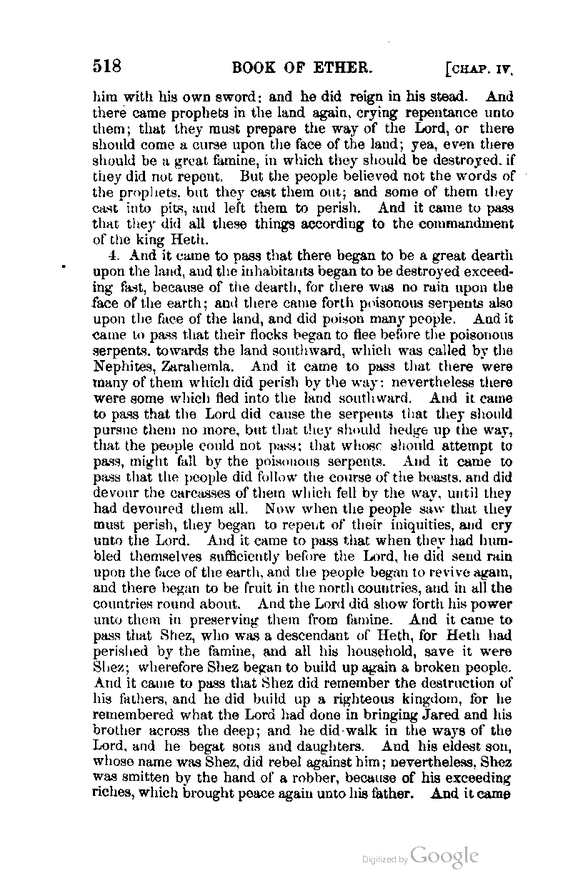 518 BOOK OF ETHER. [CHAP. IV.
him with his own sword; and he did reign in his stead. And
there came prophets in the land again, crying repentance unto
them; that they must prepare the way of the Lord, or there
should come a curse upon the face of the land; yea, even there
should be a great famine, in which they should be destroyed, if
they did not repent. But the people believed not the words of
the prophets, but they cast them out; and some of them they
cast into pits, and left them to perish. And it came to pass
that they did all these things according to the commandment
of the king Heth.
4. And it came to pass that there began to be a great dearth
upon the land, and the inhabitants began to be destroyed exceed-
ing fast, because of the dearth, for there was no rain upon the
face of the earth; and there came forth poisonous serpents also
upon the face of the land, and did poison many people. And it
came to pass that their flocks began to flee before the poisonous
serpents, towards the land southward, which was called by the
Nephites, Zarahemla. And it came to pass that there were
many of them which did perish by the way; nevertheless there
were some which fled into the land southward. And it came
to pass that the Lord did cause the serpents that they should
pursue them no more, but that they should hedge up the way,
that the people could not pass; that whoso should attempt to
pass, might fall by the poisonous serpents. And it came to
pass that the people did follow the course of the beasts, and did
devour the carcasses of them which fell by the way, until they
had devoured them all. Now when the people saw that they
must perish, they began to repent of their iniquities, and cry
unto the Lord. And it came to pass that when they had hum-
bled themselves sufficiently before the Lord, he did send rain
upon the face of the earth, and the people began to revive again,
and there began to be fruit in the north countries, and in all the
countries round about. And the Lord did show forth his power
unto them in preserving them from famine. And it came to
pass that Shez, who was a descendant of Heth, for Heth had
perished by the famine, and all his household, save it were
Shez; wherefore Shez began to build up again a broken people.
And it came to pass that Shez did remember the destruction of
his fathers, and he did build up a righteous kingdom, for he
remembered what the Lord had done in bringing Jared and his
brother across the deep; and he did walk in the ways of the
Lord, and he begat sons and daughters. And his eldest son,
whose name was Shez, did rebel against him; nevertheless, Shez
was smitten by the hand of a robber, because of his exceeding
riches, which brought peace again unto his father. And it came
Digitized by Google